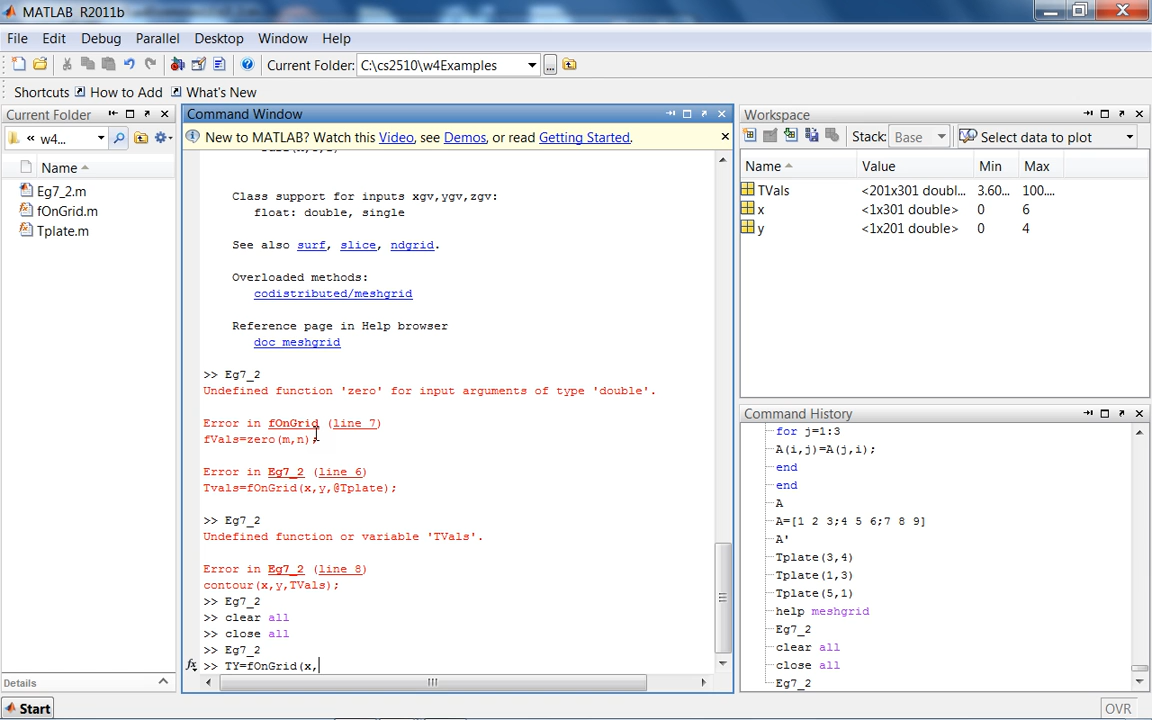 MATLAB R2011b
File Edit Debug Parallel Desktop Window Help
Current Folder: C:\cs2510\w4Examples
Shortcuts How to Add What's New
Current Folder
« w4...
Name
Eg7_2.m
fOnGrid.m
Tplate.m
Details
Command Window
New to MATLAB? Watch this Video, see Demos, or read Getting Started.
Class support for inputs xgv,ygv,zgv:
float: double, single
See also surf, slice, ndgrid.
Overloaded methods:
codistributed/meshgrid
Reference page in Help browser
doc meshgrid
>> Eg7_2
Undefined function 'zero' for input arguments of type 'double'.
Error in fOnGrid (line 7)
fVals=zero(m,n);
Error in Eg7_2 (line 6)
Tvals=fOnGrid(x,y,@Tplate);
>> Eg7_2
Undefined function or variable 'TVals'.
Error in Eg7_2 (line 8)
contour(x,y,TVals);
>> Eg7_2
>> clear all
>> close all
>> Eg7_2
fx >> TY=fOnGrid(x,
Workspace
Stack: Base Select data to plot
Name Value Min Max
TVals <201x301 doubl... 3.60... 100....
x <1x301 double> 0 6
y <1x201 double> 0 4
Command History
for j=1:3
A(i,j)=A(j,i);
end
end
A
A=[1 2 3;4 5 6;7 8 9]
A'
Tplate(3,4)
Tplate(1,3)
Tplate(5,1)
help meshgrid
Eg7_2
clear all
close all
Eg7_2
Start
OVR